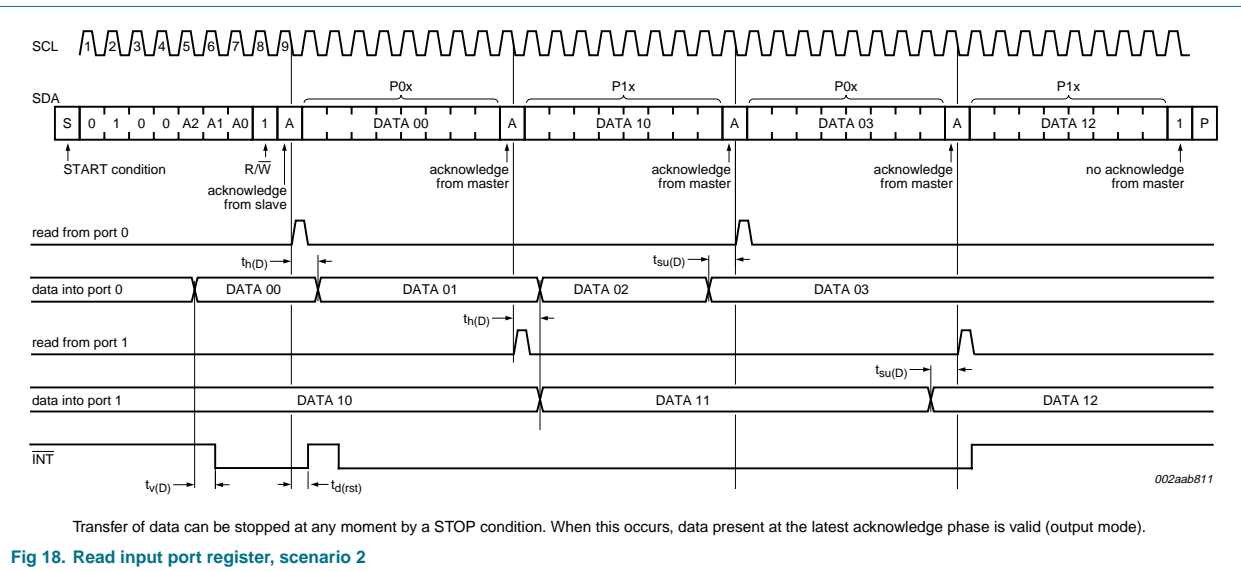 SCL 1 2 3 4 5 6 7 8 9
P0x P1x P0x P1x
SDA
S 0 1 0 0 A2 A1 A0 1 A DATA 00 A DATA 10 A DATA 03 A DATA 12 1 P
START condition R/W acknowledge from slave acknowledge from master acknowledge from master acknowledge from master no acknowledge from master
read from port 0
th(D) tsu(D)
data into port 0 DATA 00 DATA 01 DATA 02 DATA 03
th(D)
read from port 1
tsu(D)
data into port 1 DATA 10 DATA 11 DATA 12
INT
tv(D) td(rst) 002aab811
Transfer of data can be stopped at any moment by a STOP condition. When this occurs, data present at the latest acknowledge phase is valid (output mode).
Fig 18. Read input port register, scenario 2